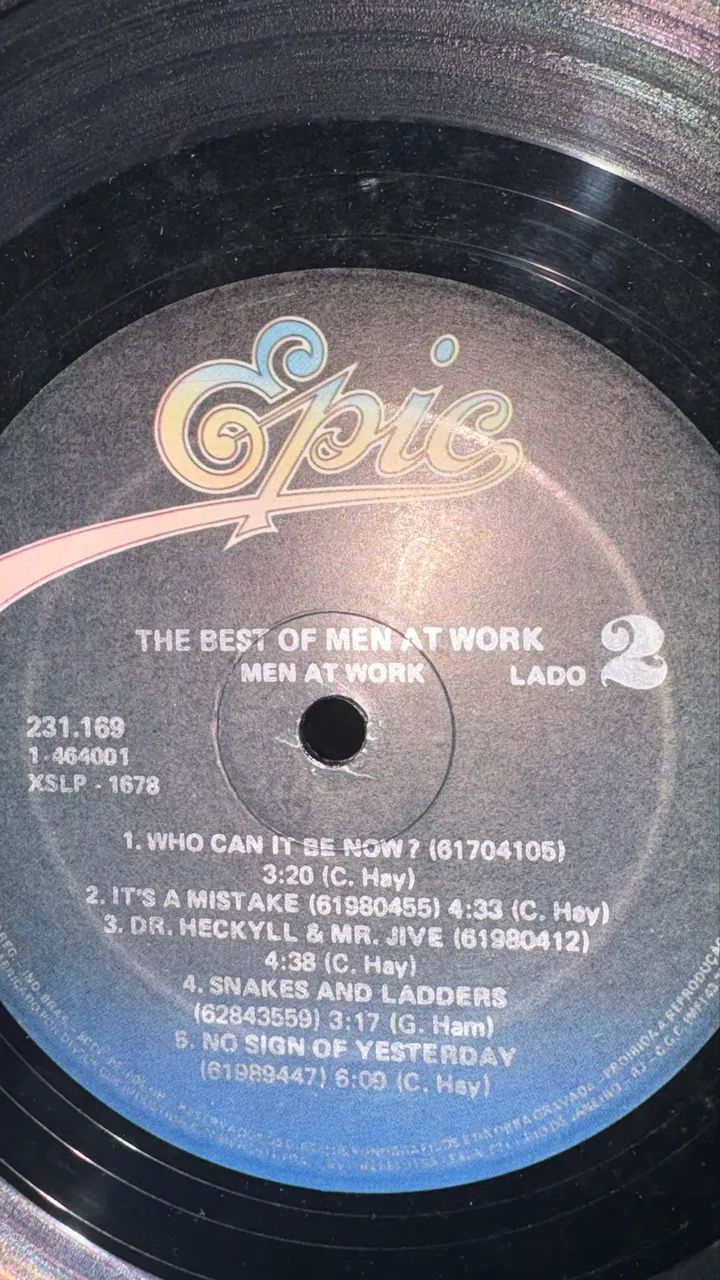 Epic
THE BEST OF MEN AT WORK
MEN AT WORK
LADO 2
231.169
1-464001
XSLP - 1678
1. WHO CAN IT BE NOW? (61704105)
3:20 (C. Hay)
2. IT'S A MISTAKE (61980455) 4:33 (C. Hay)
3. DR. HECKYLL & MR. JIVE (61980412)
4:38 (C. Hay)
4. SNAKES AND LADDERS
(62843559) 3:17 (G. Ham)
5. NO SIGN OF YESTERDAY
(61989447) 6:09 (C. Hay)